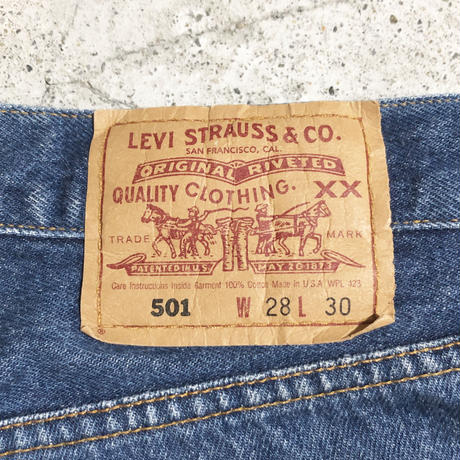 LEVI STRAUSS & CO.
SAN FRANCISCO, CAL.
ORIGINAL RIVETED
QUALITY CLOTHING. XX
TRADE MARK
PATENTED IN U.S. MAY 20 1873
Care Instructions Inside Garment 100% Cotton Made in U.S.A WPL 423
501 W 28 L 30
®